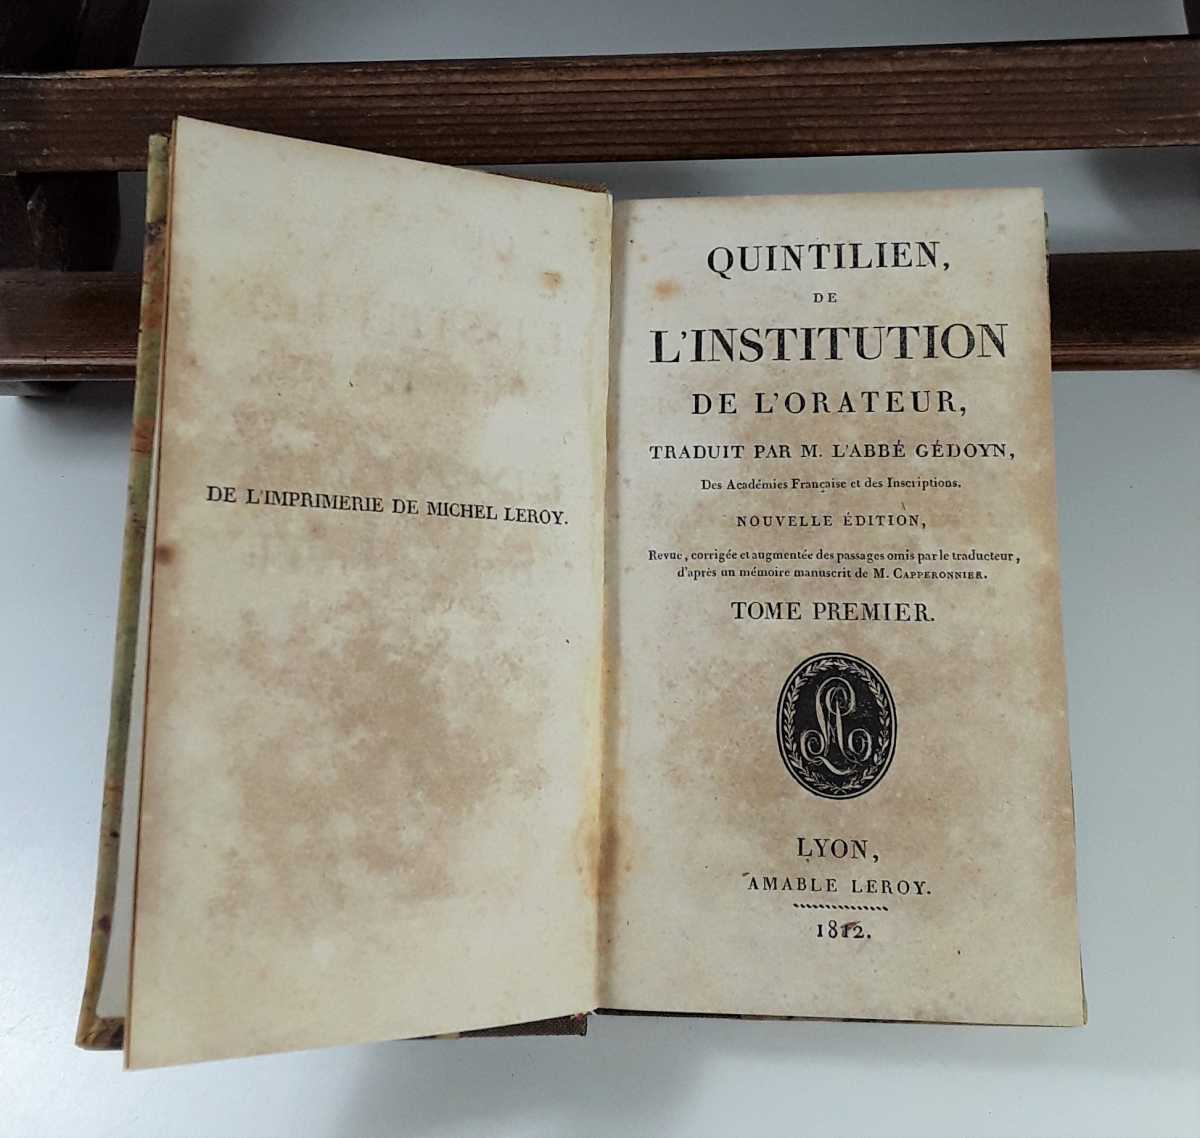 DE L'IMPRIMERIE DE MICHEL LEROY.
QUINTILIEN,
DE
L'INSTITUTION
DE L'ORATEUR,
TRADUIT PAR M. L'ABBÉ GÉDOYN,
Des Académies Française et des Inscriptions.
NOUVELLE ÉDITION,
Revue, corrigée et augmentée des passages omis par le traducteur,
d'après un mémoire manuscrit de M. CAPPERONNIER.
TOME PREMIER.
AL
LYON,
AMABLE LEROY.
1812.